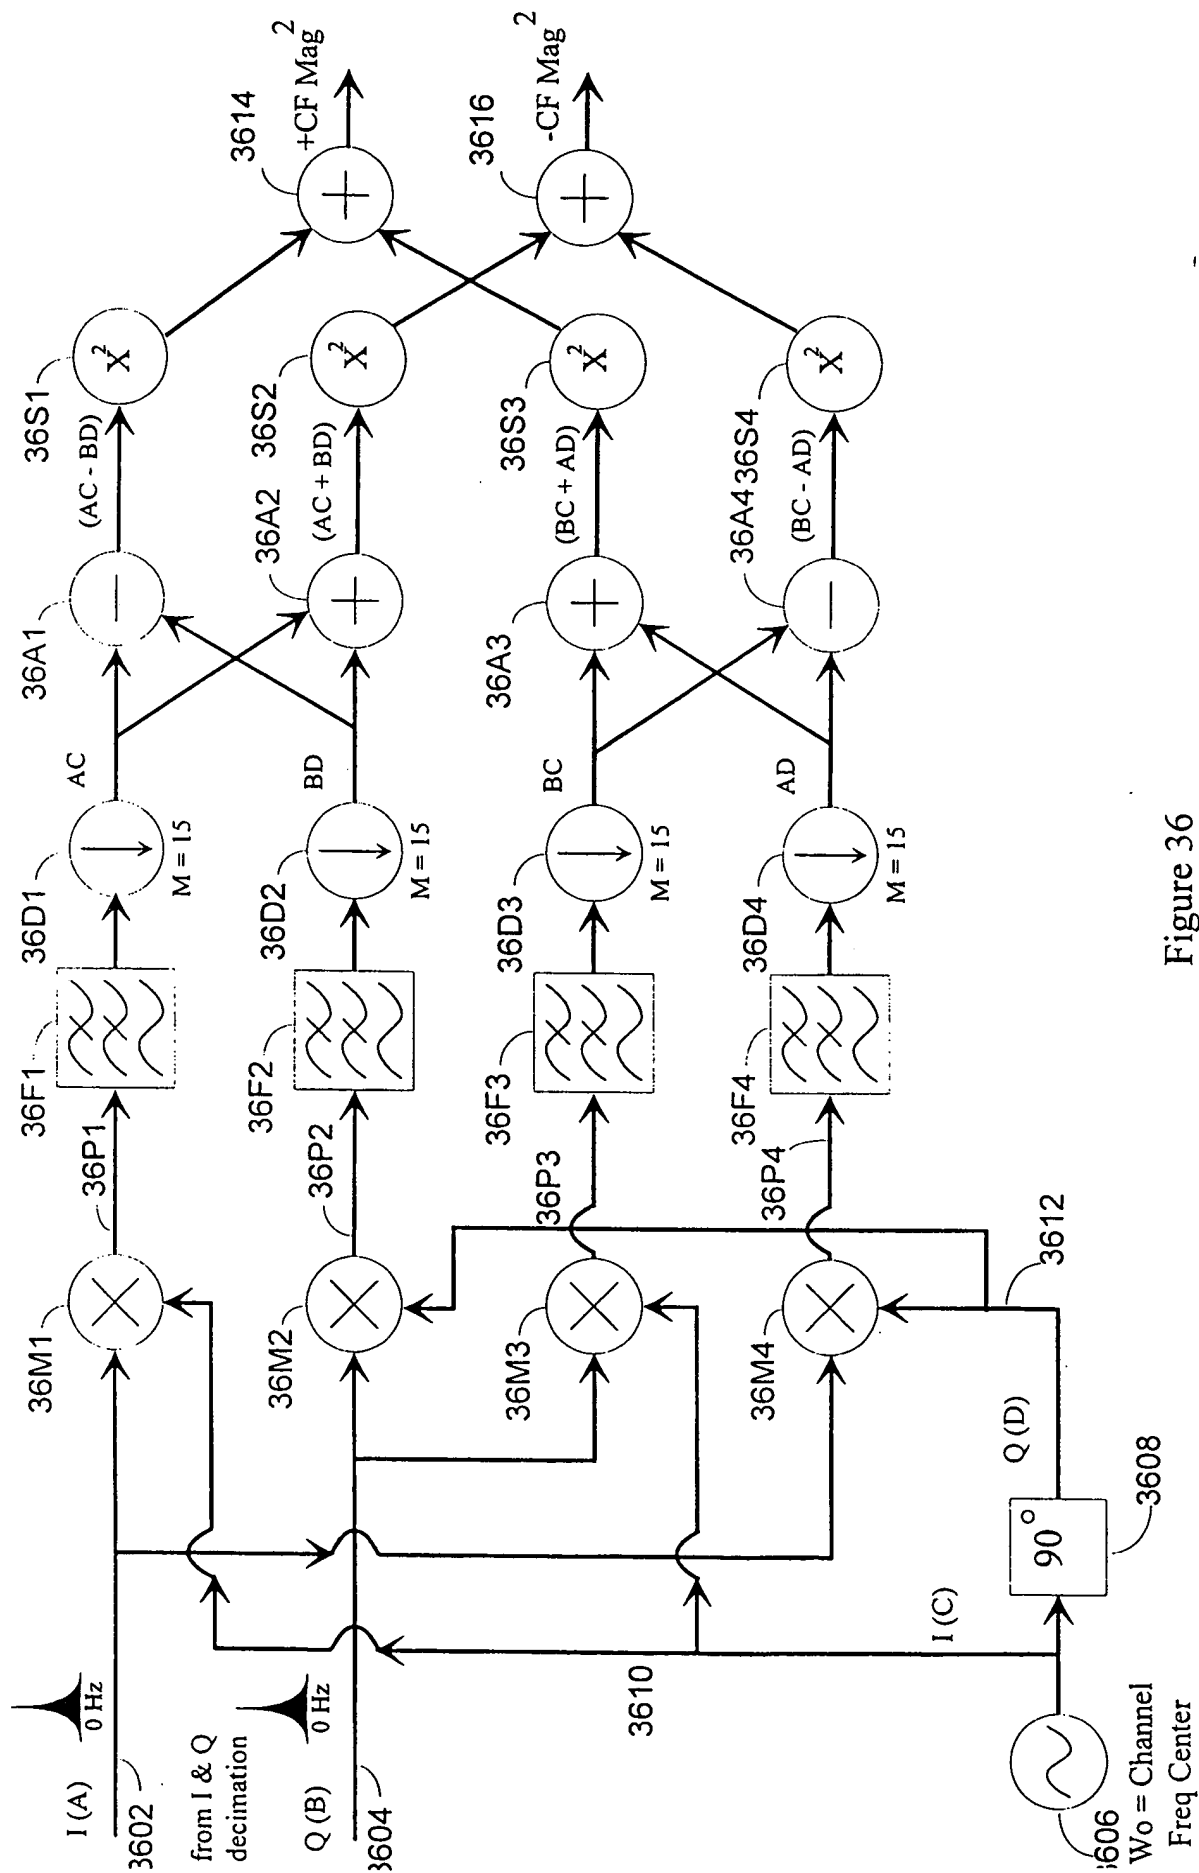 I (A)
3602
0 Hz
from I & Q
decimation
Q (B)
3604
0 Hz
3606
Wo = Channel
Freq Center
3610
I (C)
90°
3608
Q (D)
3612
36M1
36M2
36M3
36M4
36P1
36P2
36P3
36P4
36F1
36F2
36F3
36F4
36D1
M = 15
36D2
M = 15
36D3
M = 15
36D4
M = 15
AC
BD
BC
AD
36A1
36A2
36A3
36A4
(AC - BD)
(AC + BD)
(BC + AD)
(BC - AD)
36S1
X²
36S2
X²
36S3
X²
36S4
X²
3614
+CF Mag²
3616
-CF Mag²
Figure 36